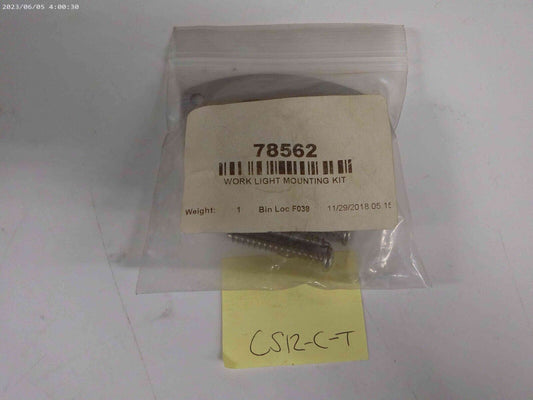 2023/06/05 4:00:30
78562
WORK LIGHT MOUNTING KIT
Weight: 1 Bin Loc F039 11/29/2018 05:15
CS12-C-T